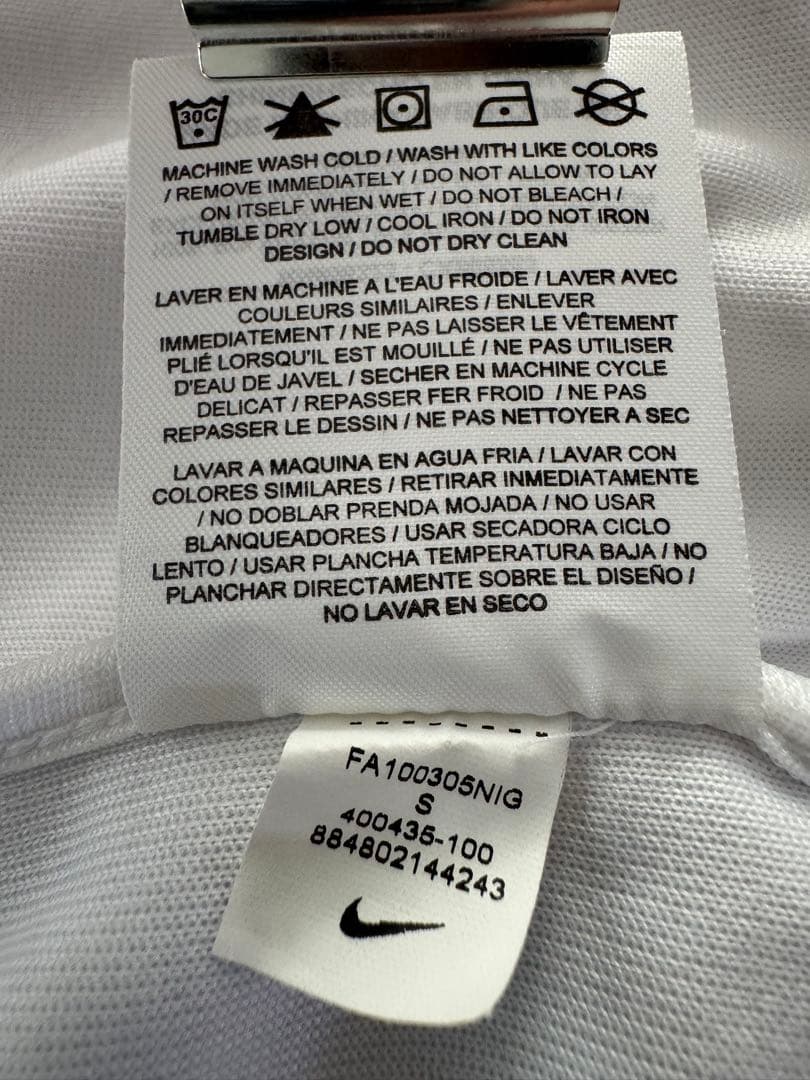 30C
MACHINE WASH COLD / WASH WITH LIKE COLORS
/ REMOVE IMMEDIATELY / DO NOT ALLOW TO LAY
ON ITSELF WHEN WET / DO NOT BLEACH /
TUMBLE DRY LOW / COOL IRON / DO NOT IRON
DESIGN / DO NOT DRY CLEAN
LAVER EN MACHINE A L'EAU FROIDE / LAVER AVEC
COULEURS SIMILAIRES / ENLEVER
IMMEDIATEMENT / NE PAS LAISSER LE VÊTEMENT
PLIÉ LORSQU'IL EST MOUILLÉ / NE PAS UTILISER
D'EAU DE JAVEL / SECHER EN MACHINE CYCLE
DELICAT / REPASSER FER FROID / NE PAS
REPASSER LE DESSIN / NE PAS NETTOYER A SEC
LAVAR A MAQUINA EN AGUA FRIA / LAVAR CON
COLORES SIMILARES / RETIRAR INMEDIATAMENTE
/ NO DOBLAR PRENDA MOJADA / NO USAR
BLANQUEADORES / USAR SECADORA CICLO
LENTO / USAR PLANCHA TEMPERATURA BAJA / NO
PLANCHAR DIRECTAMENTE SOBRE EL DISEÑO /
NO LAVAR EN SECO
FA100305NIG
S
400435-100
884802144243